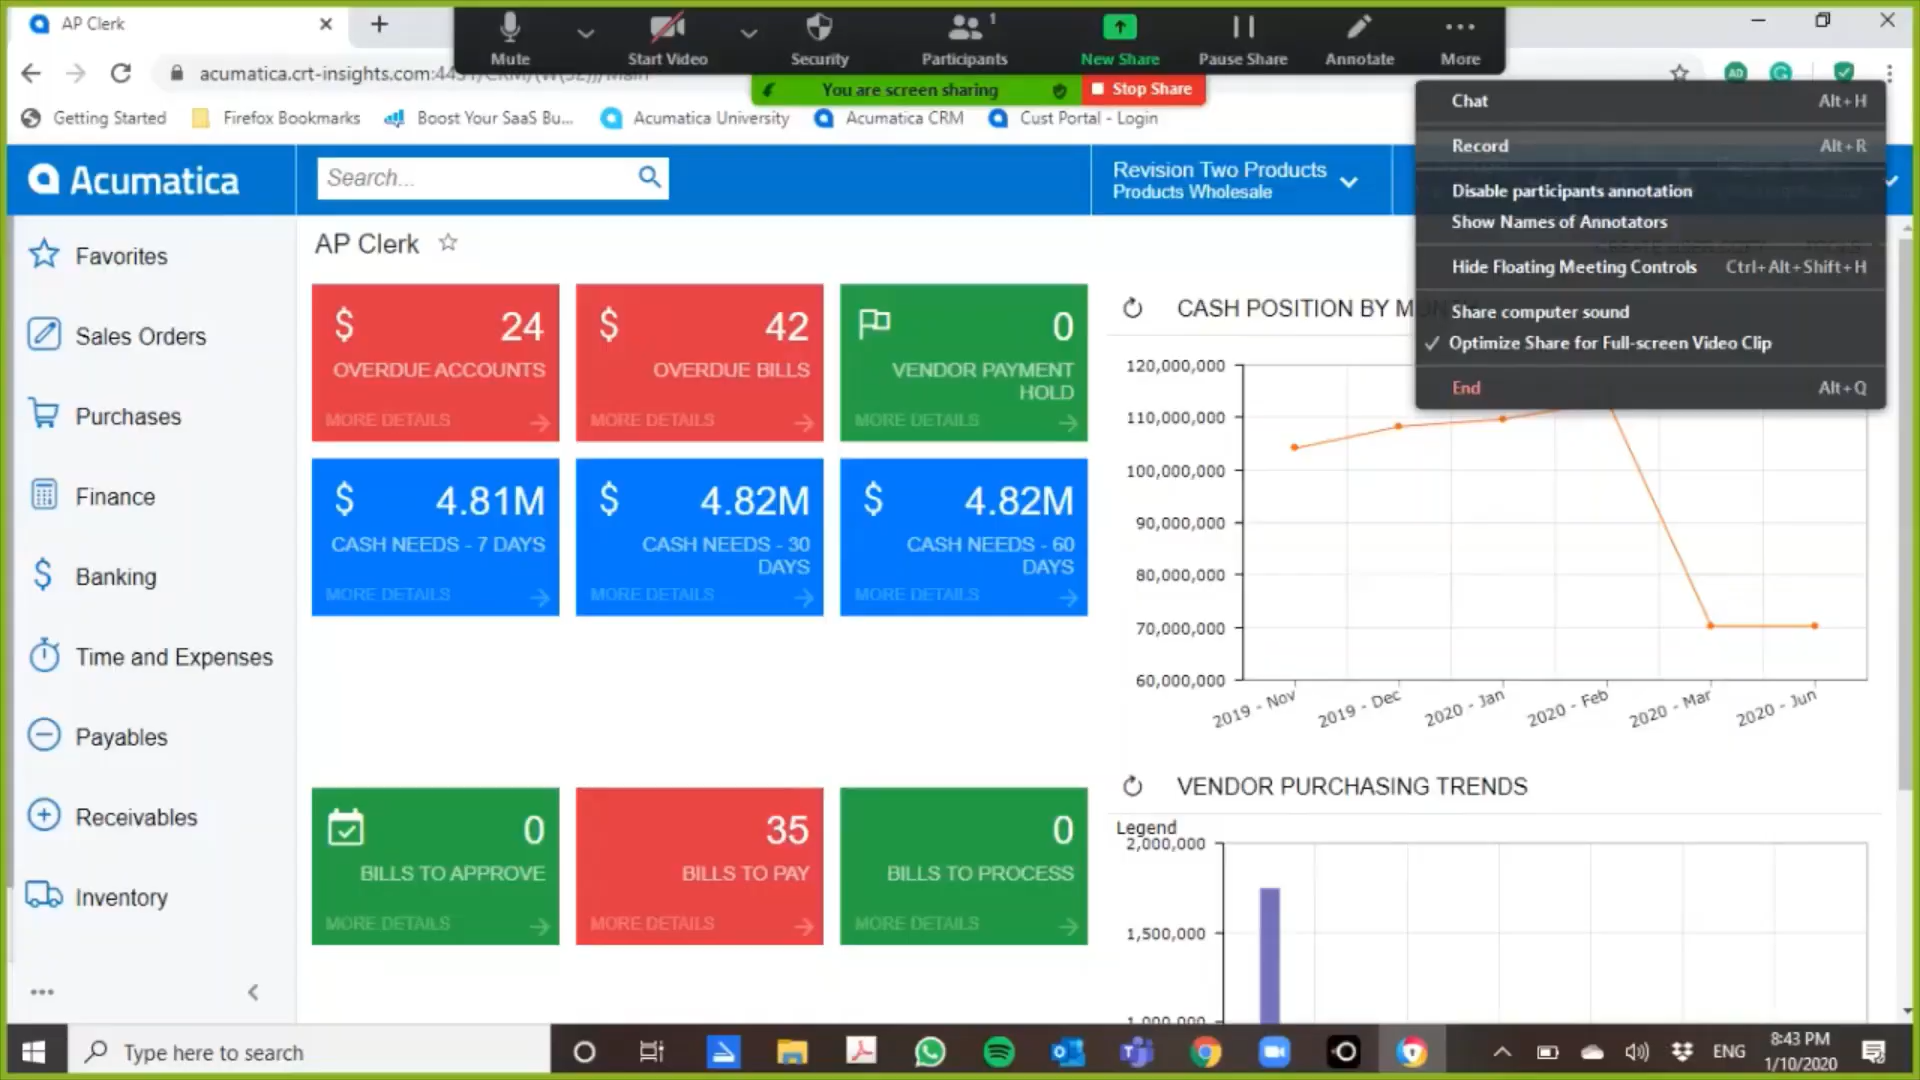 AP Clerk
Mute
Start Video
Security
Participants
1
New Share
Pause Share
Annotate
More
acumatica.crt-insights.com:
You are screen sharing
Stop Share
Getting Started
Firefox Bookmarks
Boost Your SaaS Bu...
Acumatica University
Acumatica CRM
Cust Portal - Login
Chat Alt+H
Record Alt+R
Disable participants annotation
Show Names of Annotators
Hide Floating Meeting Controls Ctrl+Alt+Shift+H
Share computer sound
Optimize Share for Full-screen Video Clip
End Alt+Q
Acumatica
Search...
Revision Two Products
Products Wholesale
Favorites
Sales Orders
Purchases
Finance
Banking
Time and Expenses
Payables
Receivables
Inventory
AP Clerk
$ 24
OVERDUE ACCOUNTS
MORE DETAILS
$ 42
OVERDUE BILLS
MORE DETAILS
0
VENDOR PAYMENT
HOLD
MORE DETAILS
$ 4.81M
CASH NEEDS - 7 DAYS
MORE DETAILS
$ 4.82M
CASH NEEDS - 30
DAYS
MORE DETAILS
$ 4.82M
CASH NEEDS - 60
DAYS
MORE DETAILS
0
BILLS TO APPROVE
MORE DETAILS
35
BILLS TO PAY
MORE DETAILS
0
BILLS TO PROCESS
MORE DETAILS
CASH POSITION BY MONTH
120,000,000
110,000,000
100,000,000
90,000,000
80,000,000
70,000,000
60,000,000
2019 - Nov
2019 - Dec
2020 - Jan
2020 - Feb
2020 - Mar
2020 - Jun
VENDOR PURCHASING TRENDS
Legend
2,000,000
1,500,000
1,000,000
Type here to search
ENG
8:43 PM
1/10/2020